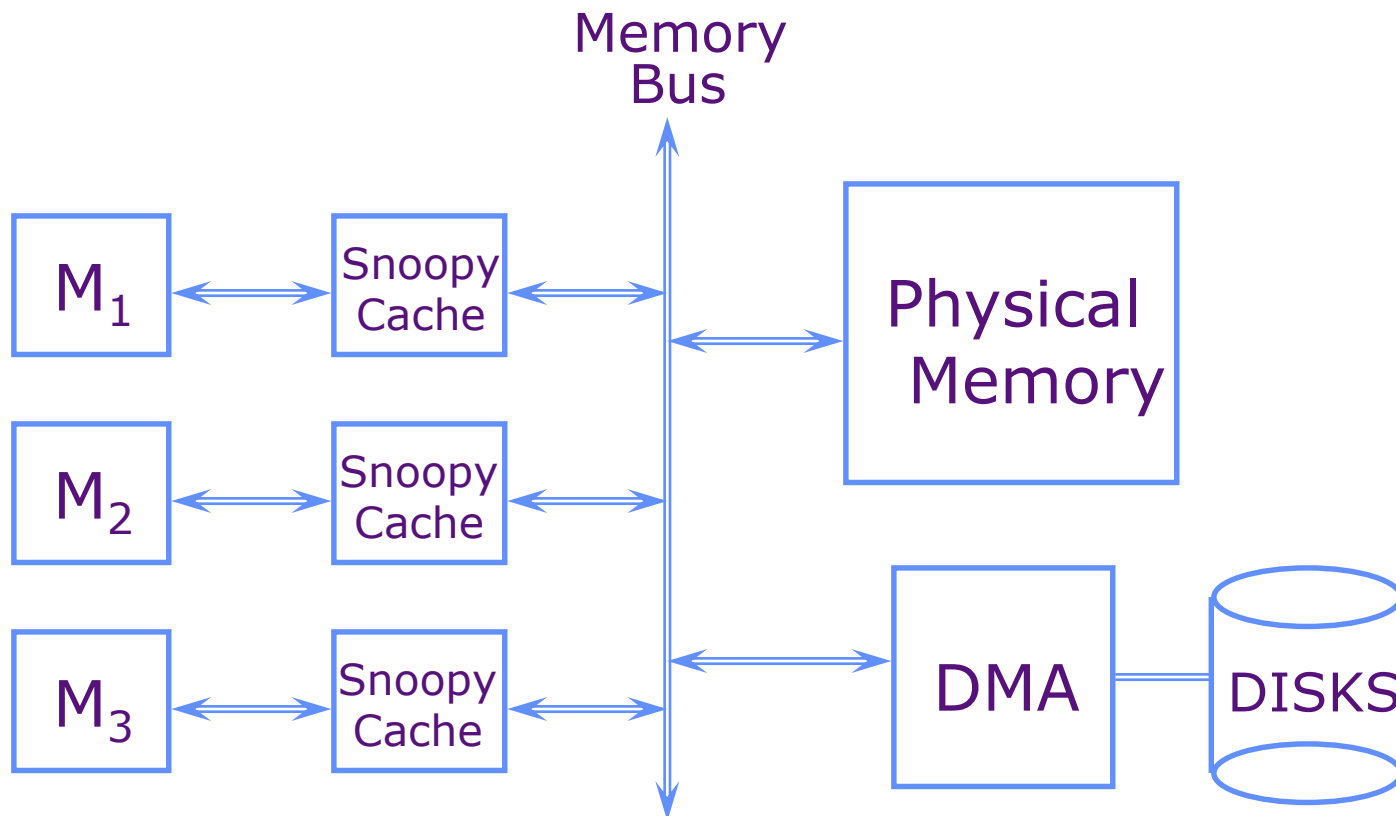 Memory
Bus
M₁
Snoopy
Cache
Physical
Memory
M₂
Snoopy
Cache
M₃
Snoopy
Cache
DMA
DISKS